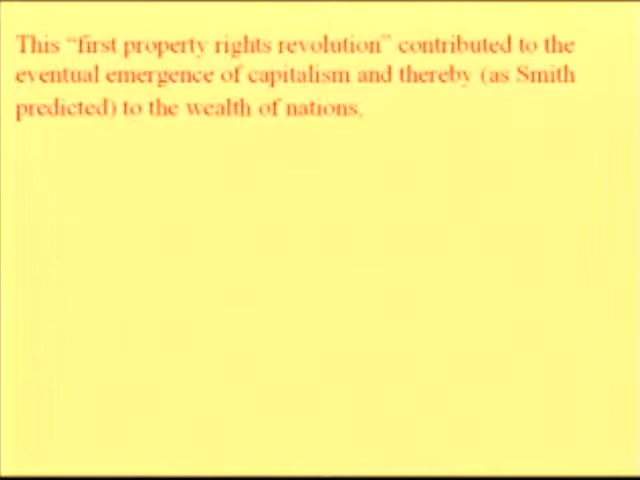 This “first property rights revolution” contributed to the
eventual emergence of capitalism and thereby (as Smith
predicted) to the wealth of nations.